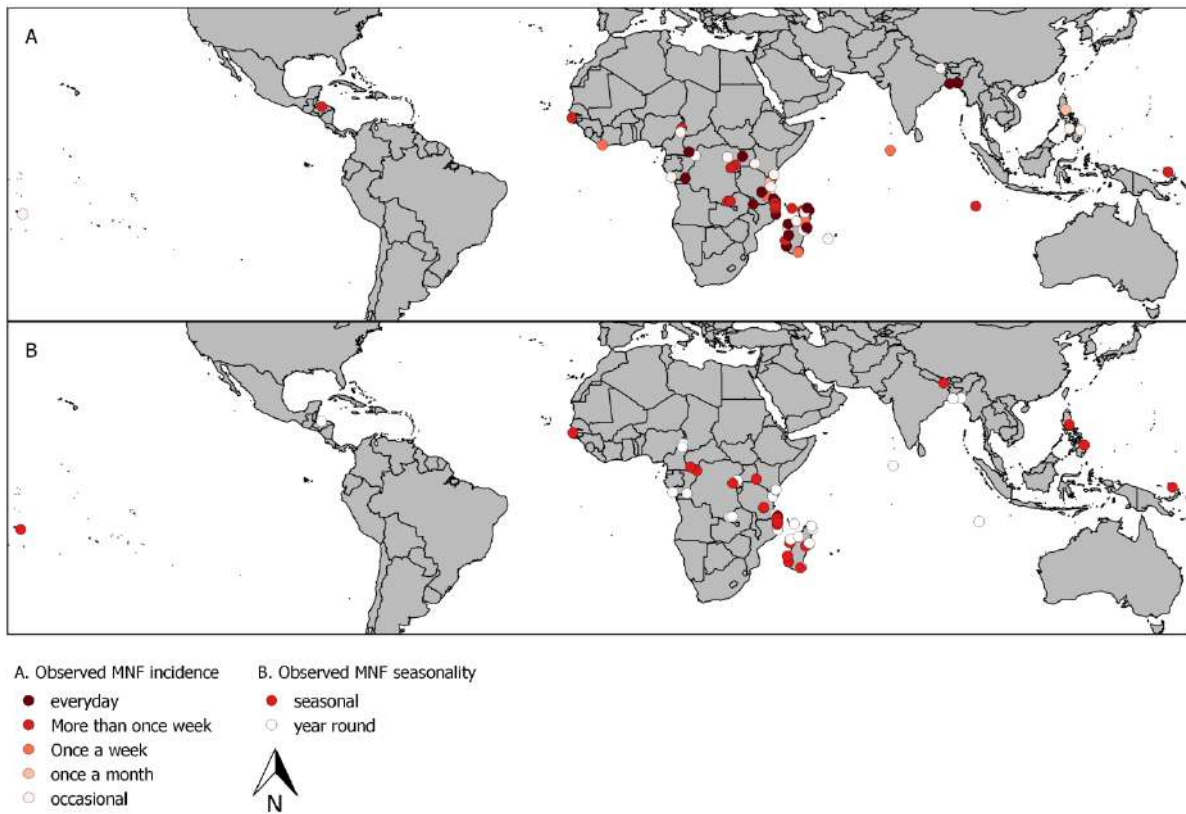 A
B
A. Observed MNF incidence
everyday
More than once week
Once a week
once a month
occasional
B. Observed MNF seasonality
seasonal
year round
N